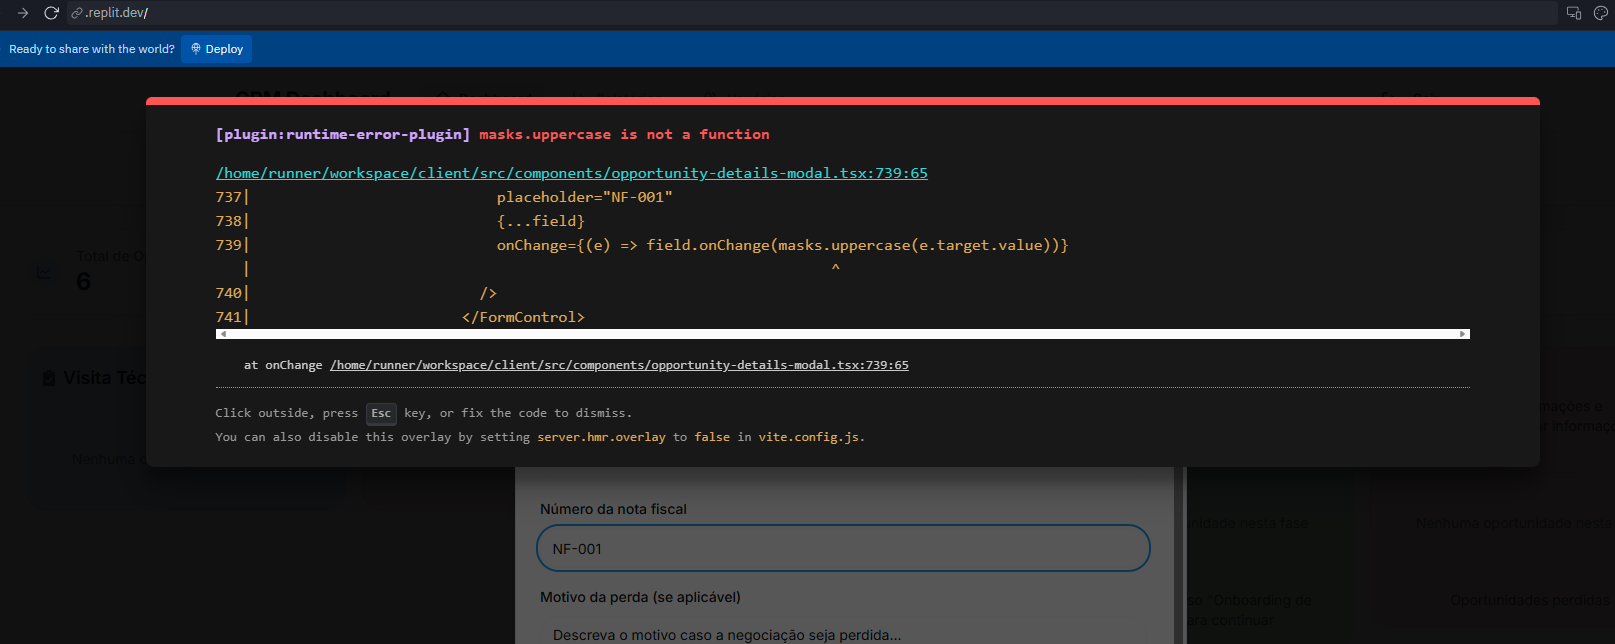 .replit.dev/
Ready to share with the world? Deploy
CRM Dashboard
[plugin:runtime-error-plugin] masks.uppercase is not a function
/home/runner/workspace/client/src/components/opportunity-details-modal.tsx:739:65
737| placeholder="NF-001"
738| {...field}
739| onChange={(e) => field.onChange(masks.uppercase(e.target.value))}
| ^
740| />
741| </FormControl>
at onChange /home/runner/workspace/client/src/components/opportunity-details-modal.tsx:739:65
Click outside, press Esc key, or fix the code to dismiss.
You can also disable this overlay by setting server.hmr.overlay to false in vite.config.js.
Total de
6
Visita
Nenhuma
Número da nota fiscal
NF-001
Motivo da perda (se aplicável)
Descreva o motivo caso a negociação seja perdida...
nesta fase
"Onboarding de
para continuar
e
Nenhuma oportunidade nesta
Oportunidades perdidas